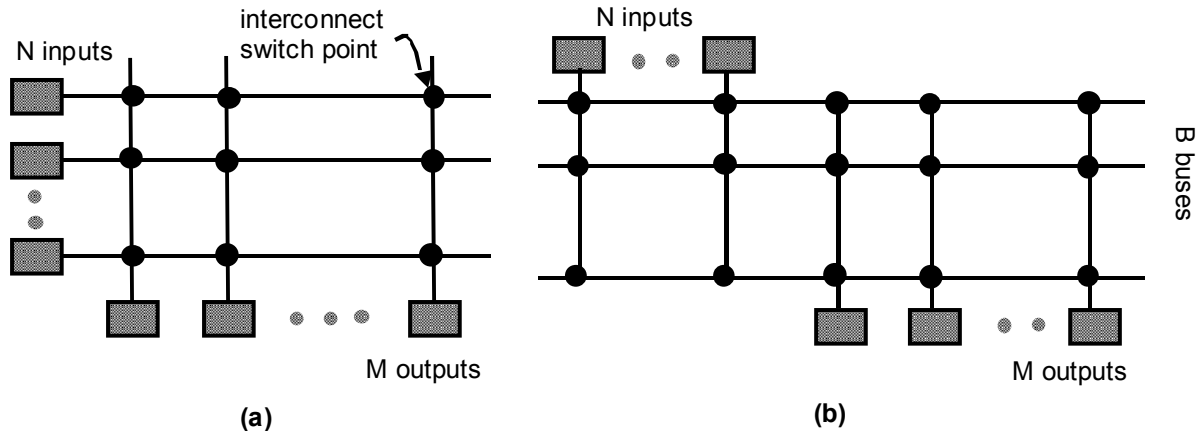 interconnect
switch point
N inputs
M outputs
(a)
N inputs
B buses
M outputs
(b)